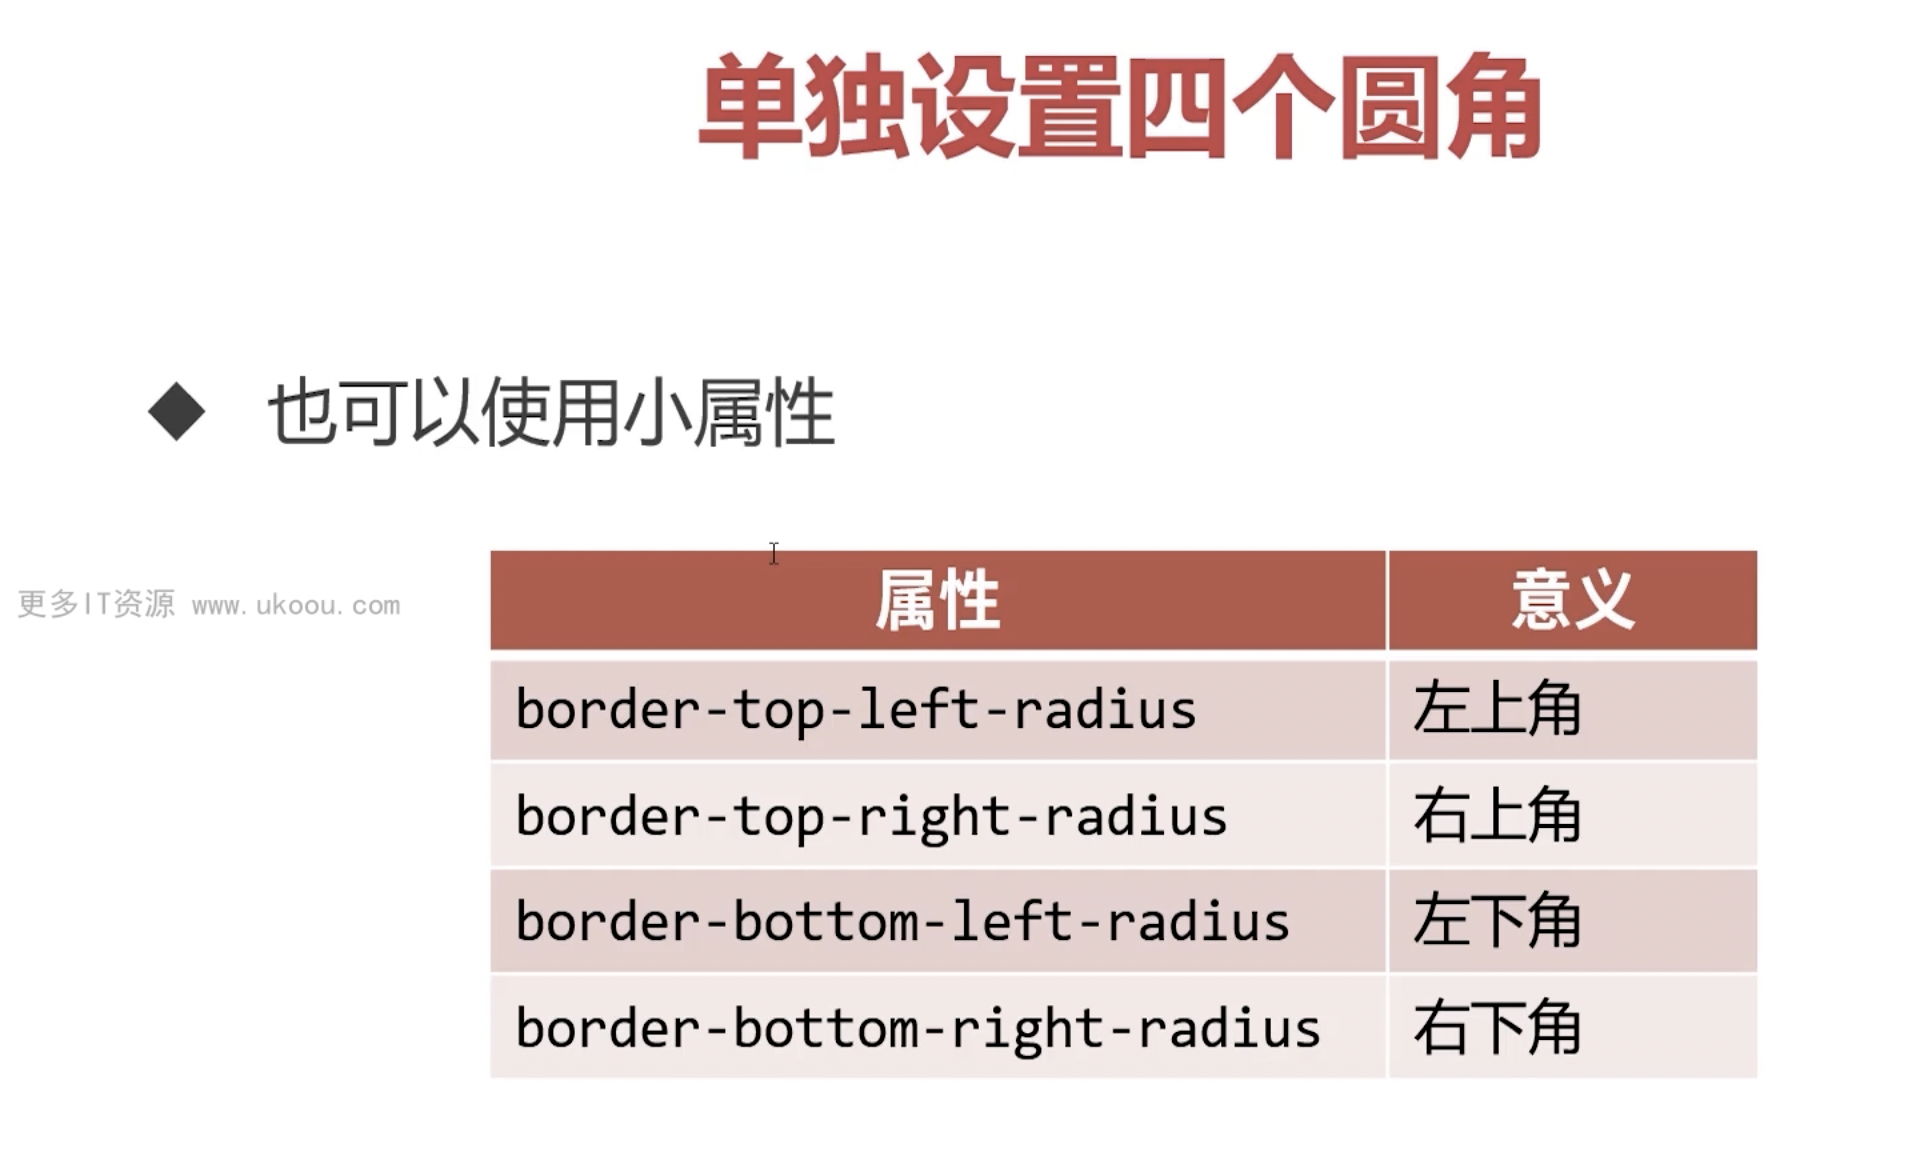 单独设置四个圆角
◆ 也可以使用小属性
更多IT资源 www.ukoou.com
属性 意义
border-top-left-radius 左上角
border-top-right-radius 右上角
border-bottom-left-radius 左下角
border-bottom-right-radius 右下角